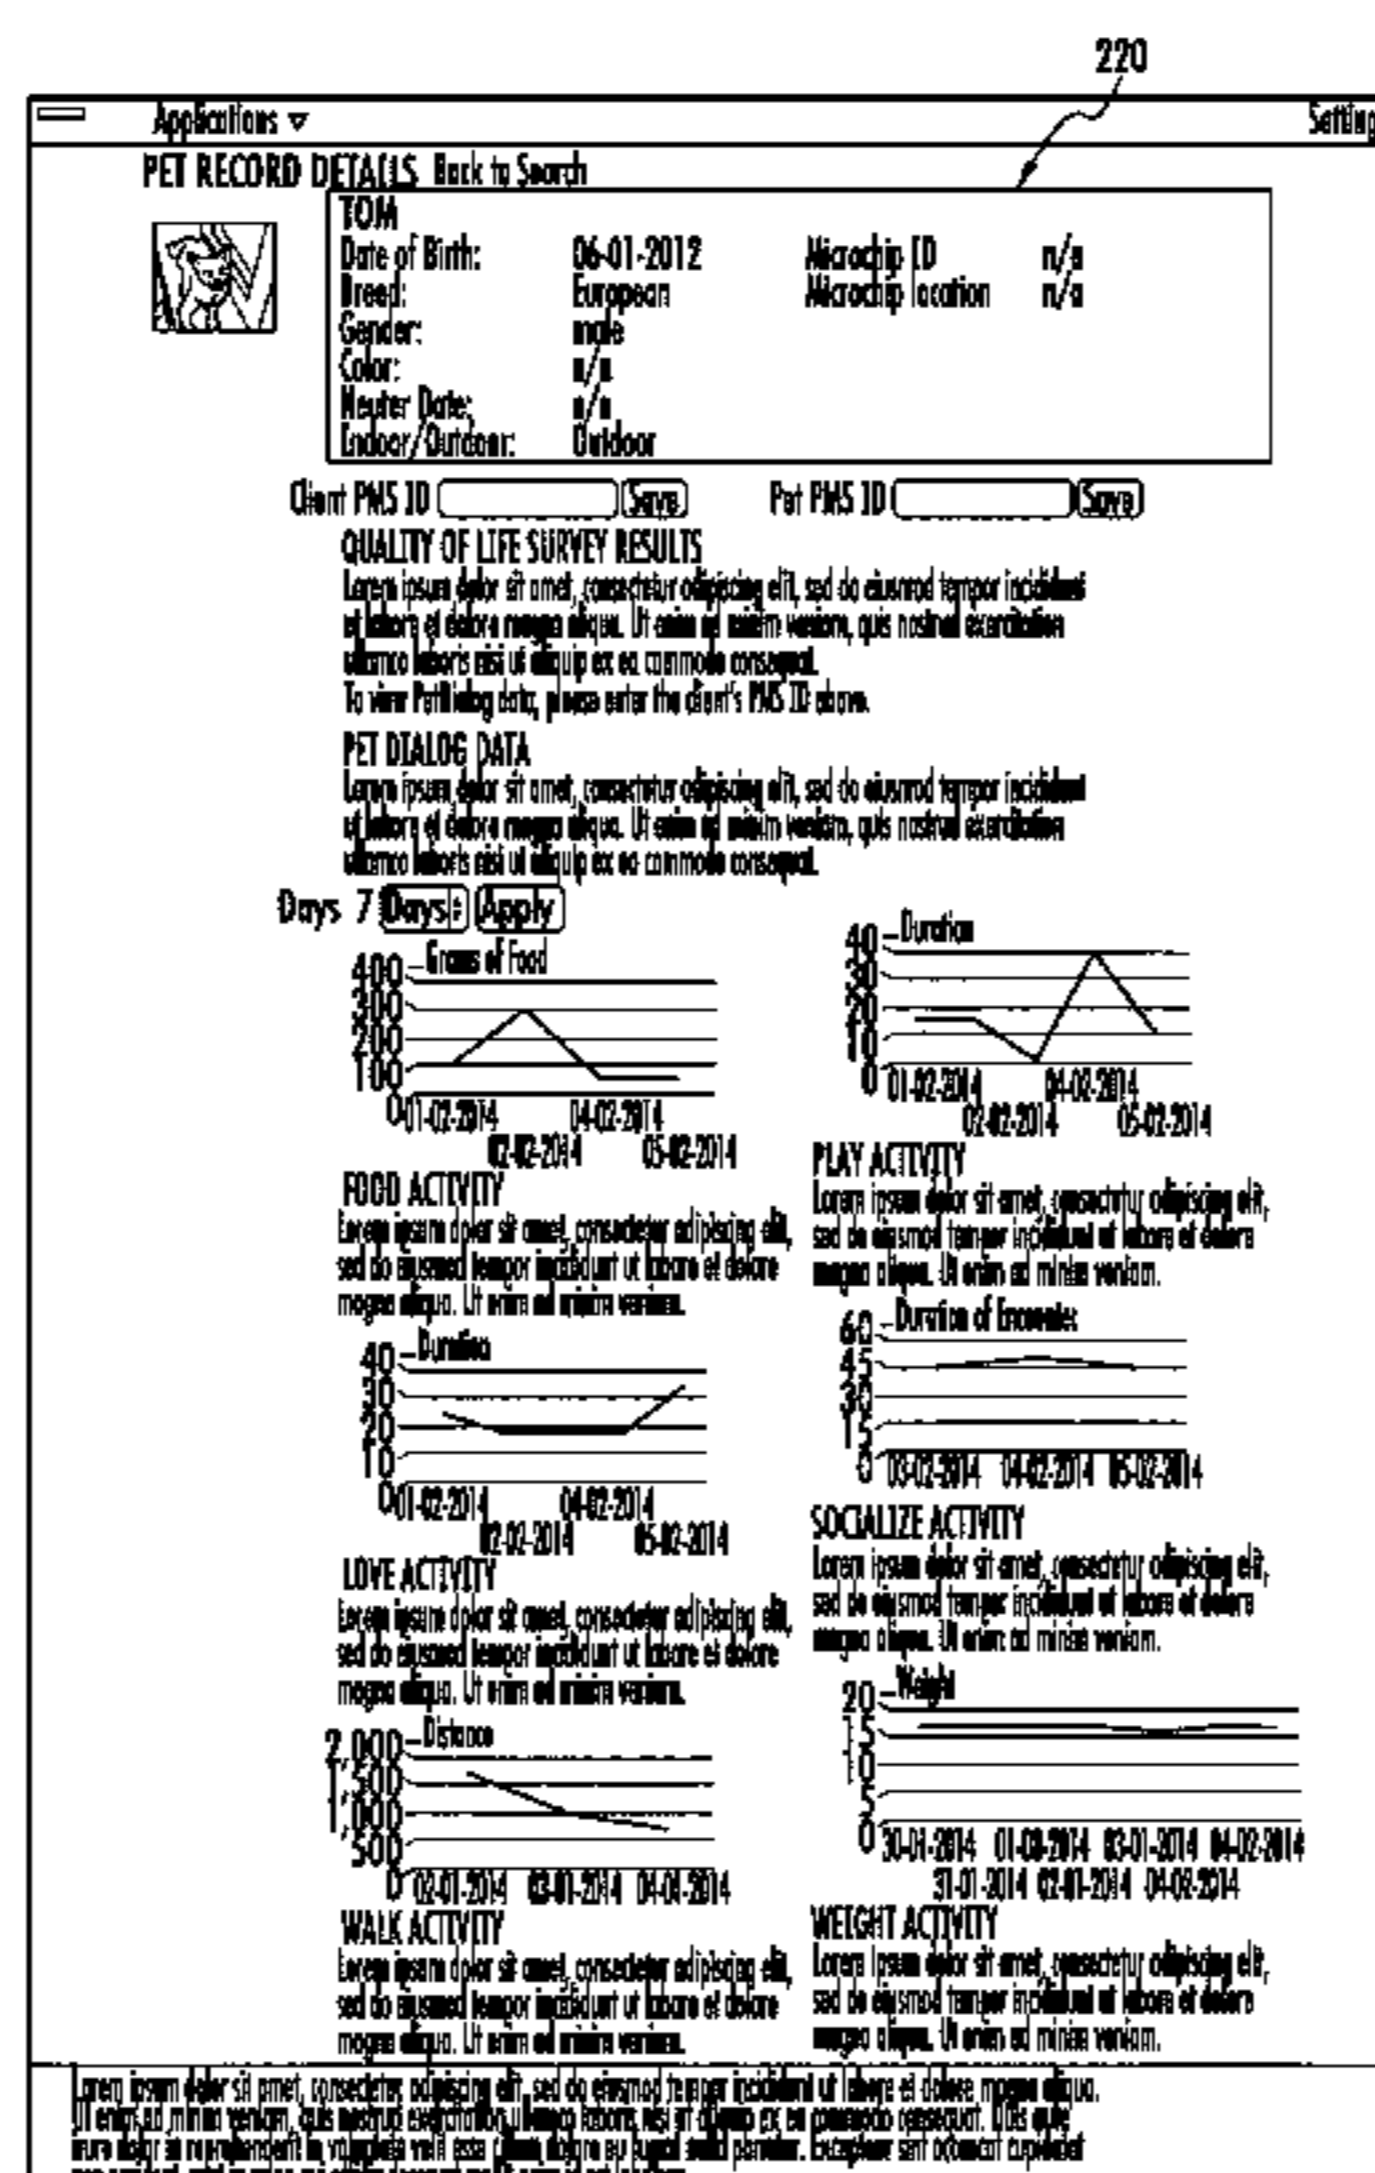 220
Applications ▿ Setting
PET RECORD DETAILS Back to Search
TOM
Date of Birth: 06-01-2012 Microchip ID n/a
Breed: European Microchip location n/a
Gender: male
Color: n/a
Neuter Date: n/a
Indoor/Outdoor: Outdoor
Client PMS ID Save Pet PMS ID Save
QUALITY OF LIFE SURVEY RESULTS
Lorem ipsum dolor sit amet, consectetur adipiscing elit, sed do eiusmod tempor incididunt
ut labore et dolore magna aliqua. Ut enim ad minim veniam, quis nostrud exercitation
ullamco laboris nisi ut aliquip ex ea commodo consequat.
To view PetDialog data, please enter the client's PMS ID above.
PET DIALOG DATA
Lorem ipsum dolor sit amet, consectetur adipiscing elit, sed do eiusmod tempor incididunt
ut labore et dolore magna aliqua. Ut enim ad minim veniam, quis nostrud exercitation
ullamco laboris nisi ut aliquip ex ea commodo consequat.
Days 7 Days Apply
Grams of Food
400
300
200
100
0
01-02-2014 04-02-2014
02-02-2014 05-02-2014
FOOD ACTIVITY
Lorem ipsum dolor sit amet, consectetur adipiscing elit,
sed do eiusmod tempor incididunt ut labore et dolore
magna aliqua. Ut enim ad minim veniam.
Duration
40
30
20
10
0
01-02-2014 04-02-2014
02-02-2014 05-02-2014
PLAY ACTIVITY
Lorem ipsum dolor sit amet, consectetur adipiscing elit,
sed do eiusmod tempor incididunt ut labore et dolore
magna aliqua. Ut enim ad minim veniam.
Duration
40
30
20
10
0
01-02-2014 04-02-2014
02-02-2014 05-02-2014
LOVE ACTIVITY
Lorem ipsum dolor sit amet, consectetur adipiscing elit,
sed do eiusmod tempor incididunt ut labore et dolore
magna aliqua. Ut enim ad minim veniam.
Duration of
60
45
30
15
0
03-02-2014 04-02-2014 05-02-2014
SOCIALIZE ACTIVITY
Lorem ipsum dolor sit amet, consectetur adipiscing elit,
sed do eiusmod tempor incididunt ut labore et dolore
magna aliqua. Ut enim ad minim veniam.
Distance
2,000
1,500
1,000
500
0
02-01-2014 03-01-2014 04-01-2014
WALK ACTIVITY
Lorem ipsum dolor sit amet, consectetur adipiscing elit,
sed do eiusmod tempor incididunt ut labore et dolore
magna aliqua. Ut enim ad minim veniam.
Weight
20
15
10
5
0
30-01-2014 03-01-2014 04-02-2014
31-01-2014 04-02-2014
WEIGHT ACTIVITY
Lorem ipsum dolor sit amet, consectetur adipiscing elit,
sed do eiusmod tempor incididunt ut labore et dolore
magna aliqua. Ut enim ad minim veniam.
Lorem ipsum dolor sit amet, consectetur adipiscing elit, sed do eiusmod tempor incididunt ut labore et dolore magna aliqua.
Ut enim ad minim veniam, quis nostrud exercitation ullamco laboris nisi ut aliquip ex ea commodo consequat. Duis aute
irure dolor in reprehenderit in voluptate velit esse cillum dolore eu fugiat nulla pariatur. Excepteur sint occaecat cupidatat